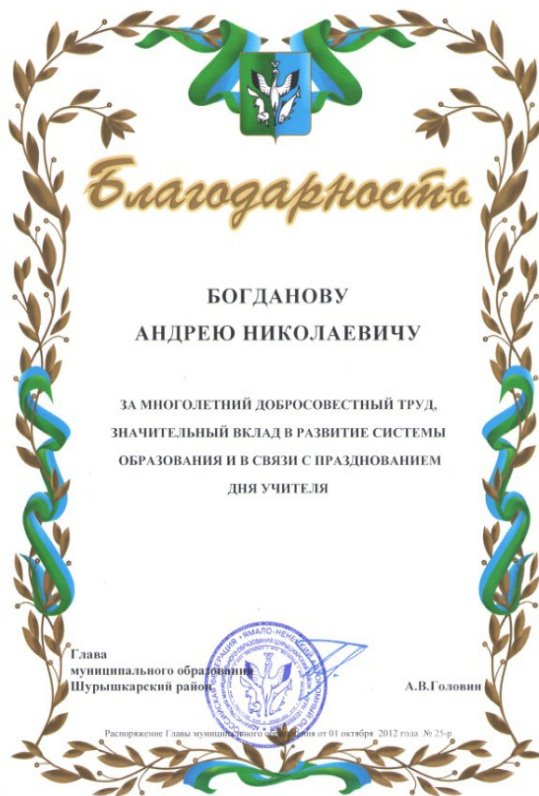 Благодарность
БОГДАНОВУ
АНДРЕЮ НИКОЛАЕВИЧУ
ЗА МНОГОЛЕТНИЙ ДОБРОСОВЕСТНЫЙ ТРУД,
ЗНАЧИТЕЛЬНЫЙ ВКЛАД В РАЗВИТИЕ СИСТЕМЫ
ОБРАЗОВАНИЯ И В СВЯЗИ С ПРАЗДНОВАНИЕМ
ДНЯ УЧИТЕЛЯ
Глава
муниципального образования
Шурышкарский район
А.В.Головин
Распоряжение Главы муниципального образования от 01 октября 2012 года № 25-р